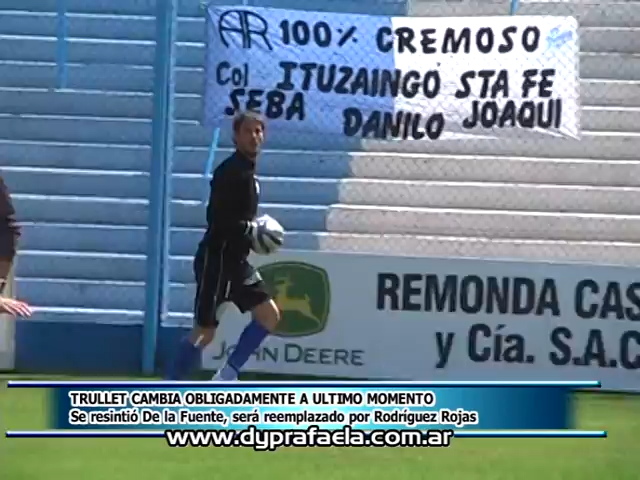 AR 100% CREMOSO
Col ITUZAINGO STA FE
SEBA DANILO JOAQUI
REMONDA CAS
y Cía. S.A.C
JOHN DEERE
TRULLET CAMBIA OBLIGADAMENTE A ULTIMO MOMENTO
Se resintió De la Fuente, será reemplazado por Rodríguez Rojas
www.dyprafaela.com.ar